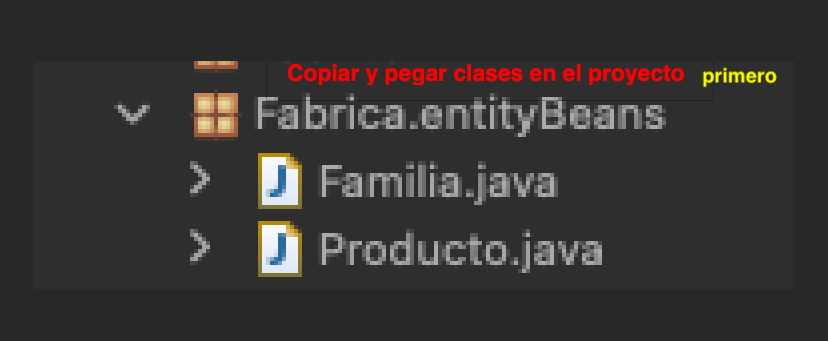 Copiar y pegar clases en el proyecto primero
Fabrica.entityBeans
Familia.java
Producto.java